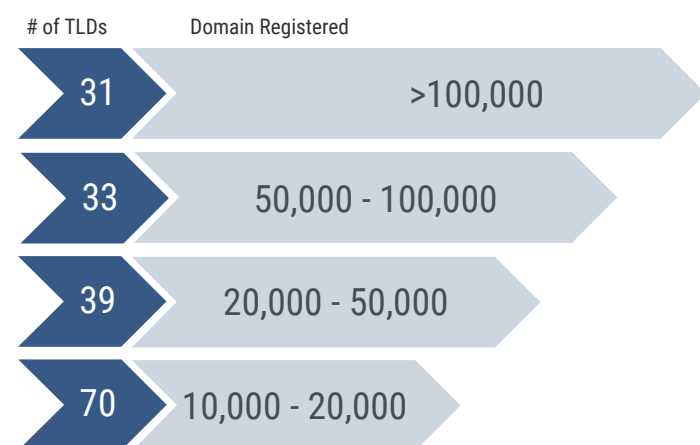 # of TLDs Domain Registered
31 >100,000
33 50,000 - 100,000
39 20,000 - 50,000
70 10,000 - 20,000